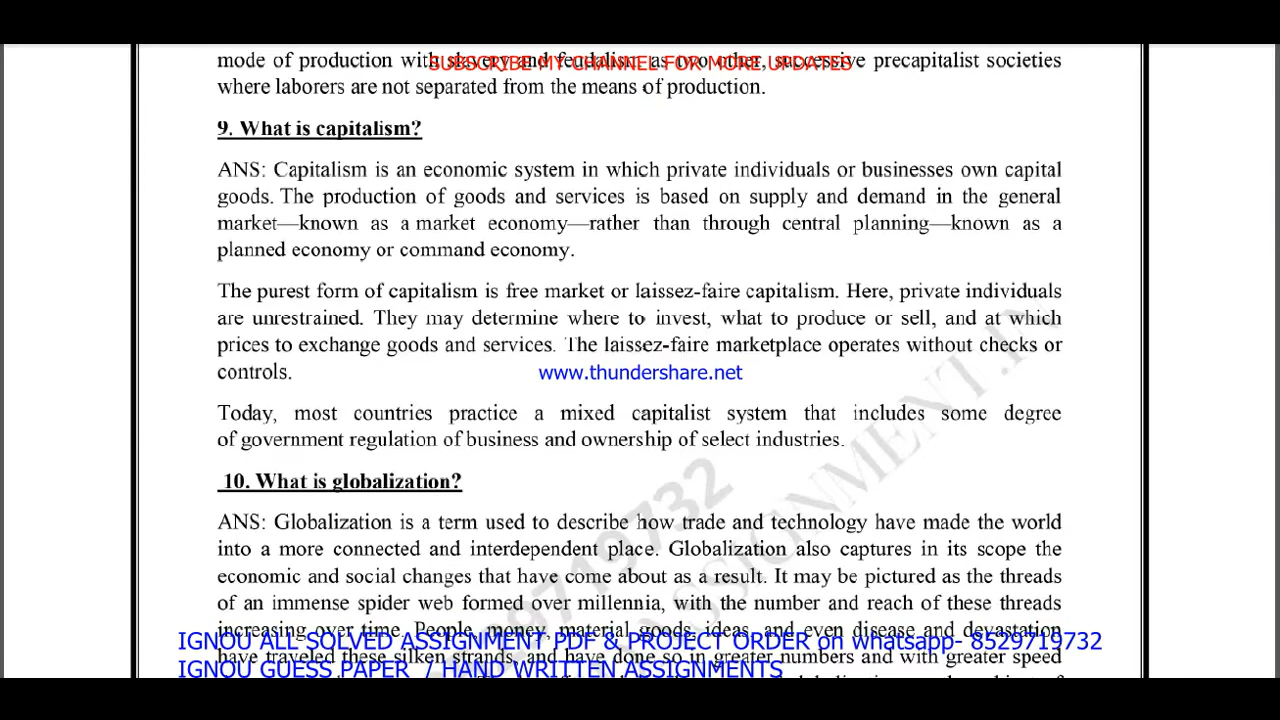 mode of production with slavery and feudalism as two other, successive precapitalist societies
SUBSCRIBE MY CHANNEL FOR MORE UPDATES
where laborers are not separated from the means of production.
9. What is capitalism?
ANS: Capitalism is an economic system in which private individuals or businesses own capital
goods. The production of goods and services is based on supply and demand in the general
market—known as a market economy—rather than through central planning—known as a
planned economy or command economy.
The purest form of capitalism is free market or laissez-faire capitalism. Here, private individuals
are unrestrained. They may determine where to invest, what to produce or sell, and at which
prices to exchange goods and services. The laissez-faire marketplace operates without checks or
controls.
www.thundershare.net
Today, most countries practice a mixed capitalist system that includes some degree
of government regulation of business and ownership of select industries.
10. What is globalization?
ANS: Globalization is a term used to describe how trade and technology have made the world
into a more connected and interdependent place. Globalization also captures in its scope the
economic and social changes that have come about as a result. It may be pictured as the threads
of an immense spider web formed over millennia, with the number and reach of these threads
increasing over time. People, money, material goods, ideas, and even disease and devastation
IGNOU ALL SOLVED ASSIGNMENT PDF & PROJECT ORDER on whatsapp- 8529719732
have traveled these silken strands, and have done so in greater numbers and with greater speed
IGNOU GUESS PAPER / HAND WRITTEN ASSIGNMENTS
9719732
ASSIGNMENT.IN